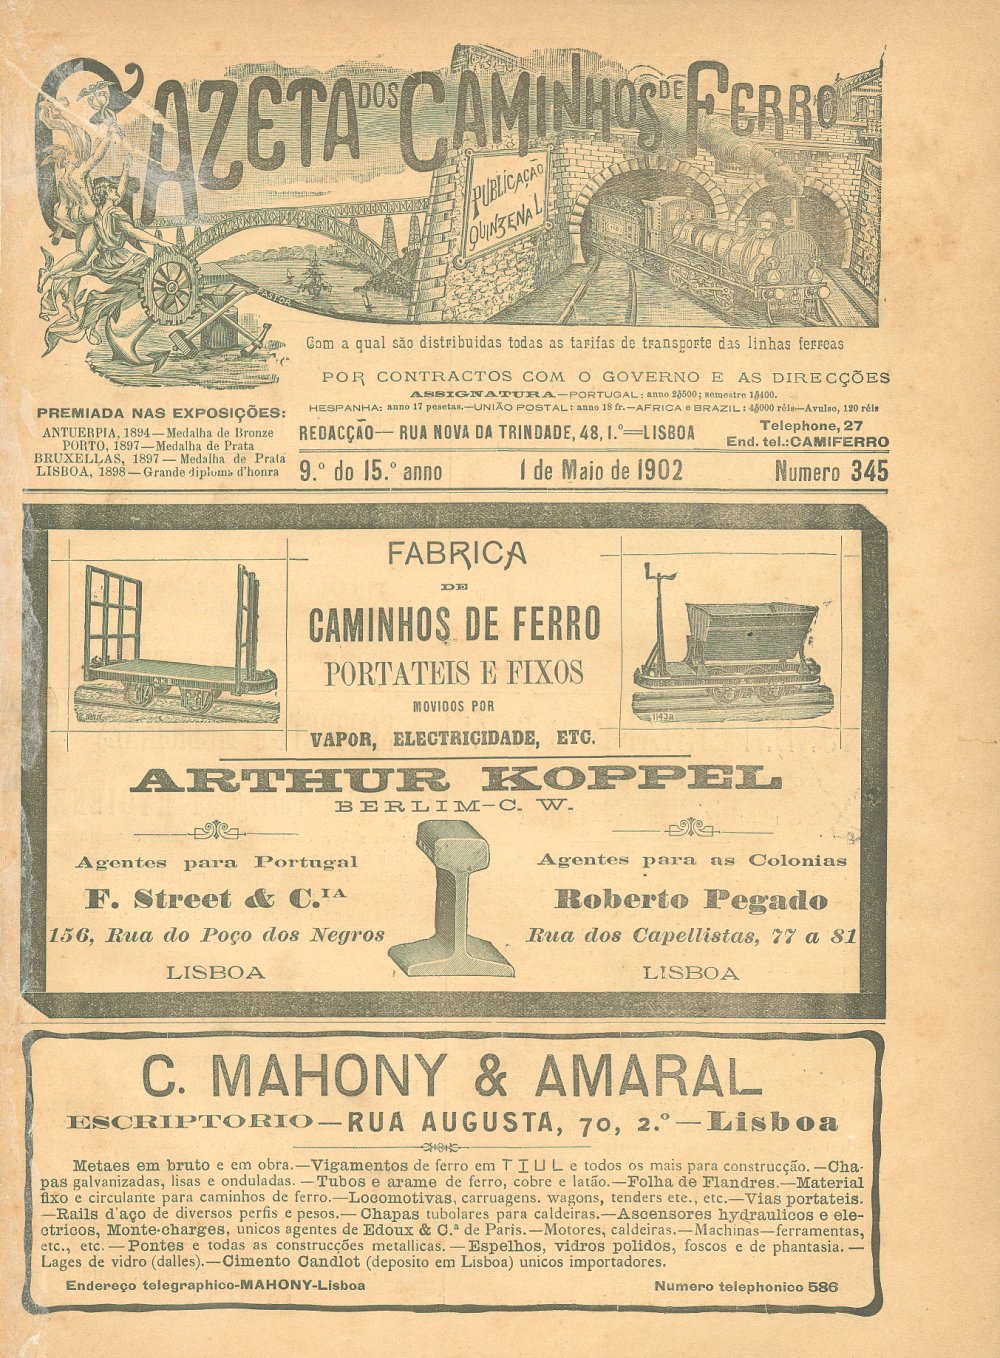 GAZETA DOS CAMINHOS DE FERRO
PUBLICAÇÃO
QUINZENAL
PASTOR
Com a qual são distribuidas todas as tarifas de transporte das linhas ferreas
POR CONTRACTOS COM O GOVERNO E AS DIRECÇÕES
ASSIGNATURA—PORTUGAL: anno 2$500; semestre 1$400.
HESPANHA: anno 17 pesetas.—UNIÃO POSTAL: anno 18 fr.—AFRICA e BRAZIL: 4$000 réis—Avulso, 120 réis
PREMIADA NAS EXPOSIÇÕES:
ANTUERPIA, 1894—Medalha de Bronze
PORTO, 1897—Medalha de Prata
BRUXELLAS, 1897—Medalha de Prata
LISBOA, 1898—Grande diploma d'honra
REDACÇÃO—RUA NOVA DA TRINDADE, 48, 1.º—LISBOA
Telephone, 27
End. tel.: CAMIFERRO
9.º do 15.º anno
1 de Maio de 1902
Numero 345
FABRICA
DE
CAMINHOS DE FERRO
PORTATEIS E FIXOS
MOVIDOS POR
VAPOR, ELECTRICIDADE, ETC.
1143a
ARTHUR KOPPEL
BERLIM-C. W.
Agentes para Portugal
F. Street & C.IA
156, Rua do Poço dos Negros
LISBOA
Agentes para as Colonias
Roberto Pegado
Rua dos Capellistas, 77 a 81
LISBOA
C. MAHONY & AMARAL
ESCRIPTORIO—RUA AUGUSTA, 70, 2.º—Lisboa
Metaes em bruto e em obra.—Vigamentos de ferro em T I U L e todos os mais para construcção.—Cha-
pas galvanizadas, lisas e onduladas.—Tubos e arame de ferro, cobre e latão.—Folha de Flandres.—Material
fixo e circulante para caminhos de ferro.—Locomotivas, carruagens. wagons, tenders ete., etc.—Vias portateis.
—Rails d'aço de diversos perfis e pesos.—Chapas tubolares para caldeiras.—Ascensores hydraulicos e ele-
ctricos, Monte-charges, unicos agentes de Edoux & C.ª de Paris.—Motores, caldeiras.—Machinas—ferramentas,
etc., etc.—Pontes e todas as construcções metallicas.—Espelhos, vidros polidos, foscos e de phantasia.—
Lages de vidro (dalles).—Cimento Candlot (deposito em Lisboa) unicos importadores.
Endereço telegraphico-MAHONY-Lisboa
Numero telephonico 586